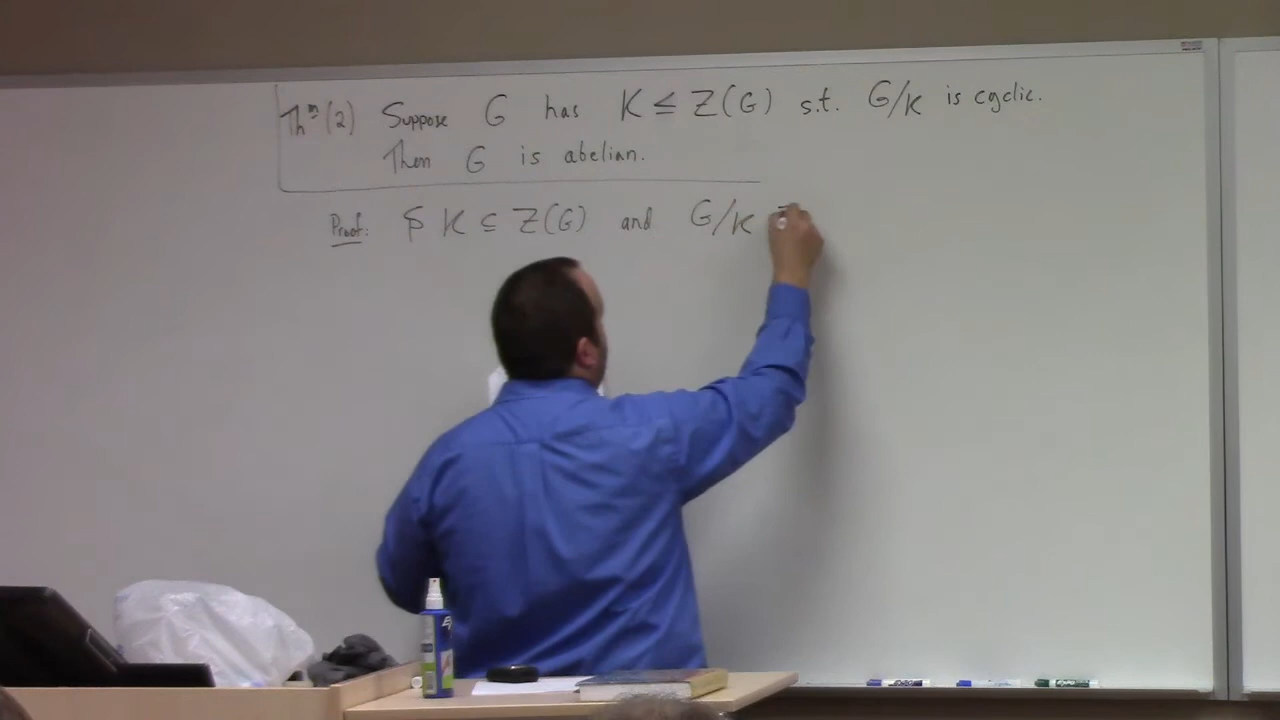 Thᵐ(2) Suppose G has K ≤ Z(G) s.t. G/K is cyclic.
Then G is abelian.
Proof: $ K ⊆ Z(G) and G/K